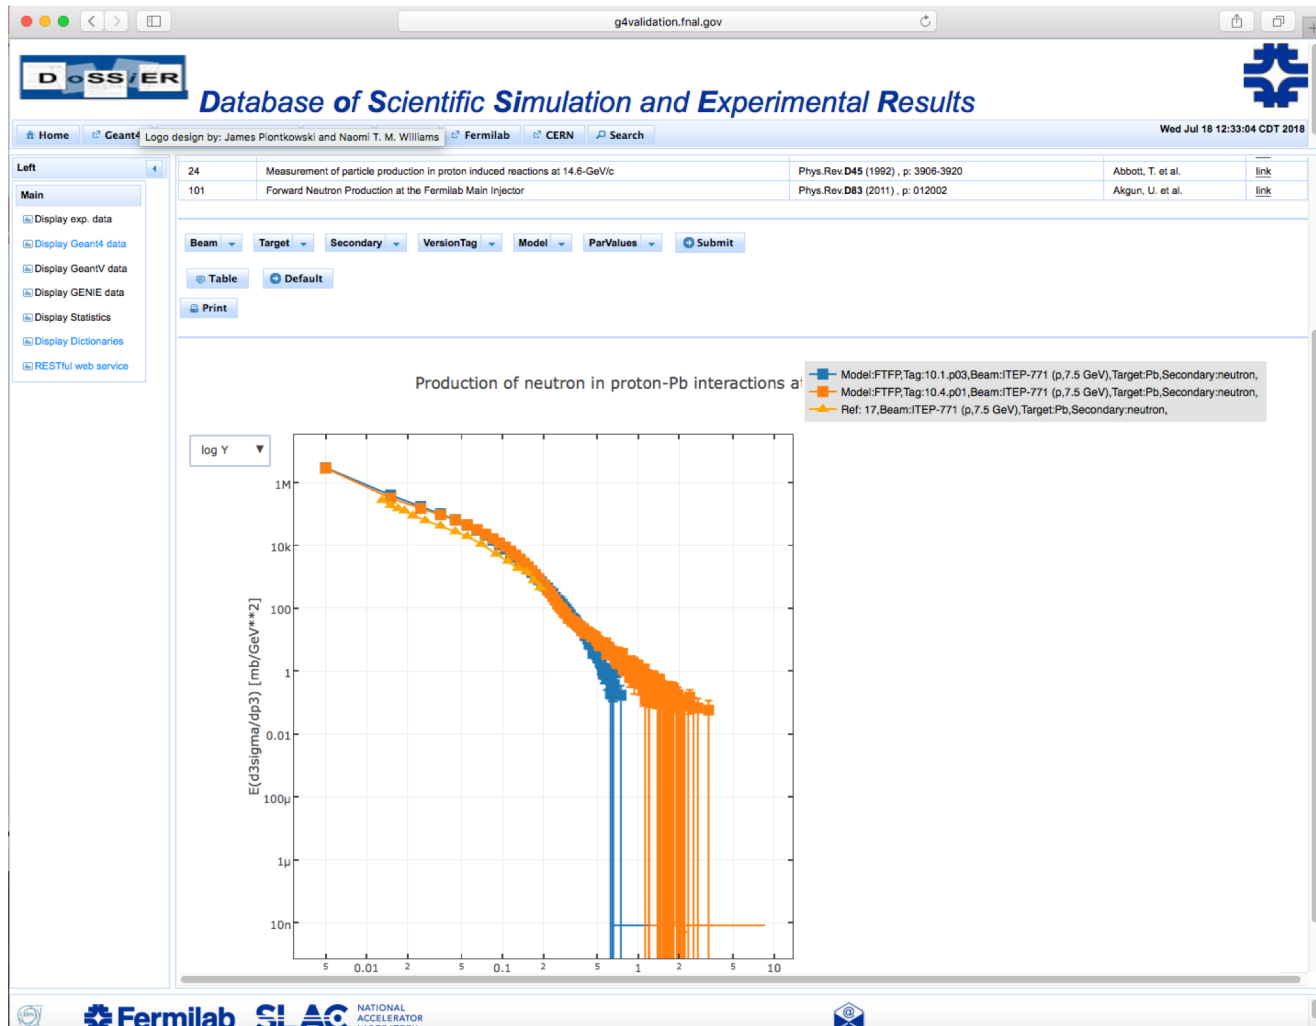 g4validation.fnal.gov
DoSSiER
Database of Scientific Simulation and Experimental Results
Home Geant4 Fermilab CERN Search
Logo design by: James Piontkowski and Naomi T. M. Williams
Wed Jul 18 12:33:04 CDT 2018
Left
Main
Display exp. data
Display Geant4 data
Display GeantV data
Display GENIE data
Display Statistics
Display Dictionaries
RESTful web service
24 Measurement of particle production in proton induced reactions at 14.6-GeV/c Phys.Rev.D45 (1992) , p: 3906-3920 Abbott, T. et al. link
101 Forward Neutron Production at the Fermilab Main Injector Phys.Rev.D83 (2011) , p: 012002 Akgun, U. et al. link
Beam Target Secondary VersionTag Model ParValues Submit
Table Default
Print
Production of neutron in proton-Pb interactions at
Model:FTFP,Tag:10.1.p03,Beam:ITEP-771 (p,7.5 GeV),Target:Pb,Secondary:neutron,
Model:FTFP,Tag:10.4.p01,Beam:ITEP-771 (p,7.5 GeV),Target:Pb,Secondary:neutron,
Ref: 17,Beam:ITEP-771 (p,7.5 GeV),Target:Pb,Secondary:neutron,
log Y
E(d3sigma/dp3) [mb/GeV**2]
1M
10k
100
1
0.01
100μ
1μ
10n
5 0.01 2 5 0.1 2 5 1 2 5 10
CERN
Fermilab
SLAC NATIONAL
ACCELERATOR